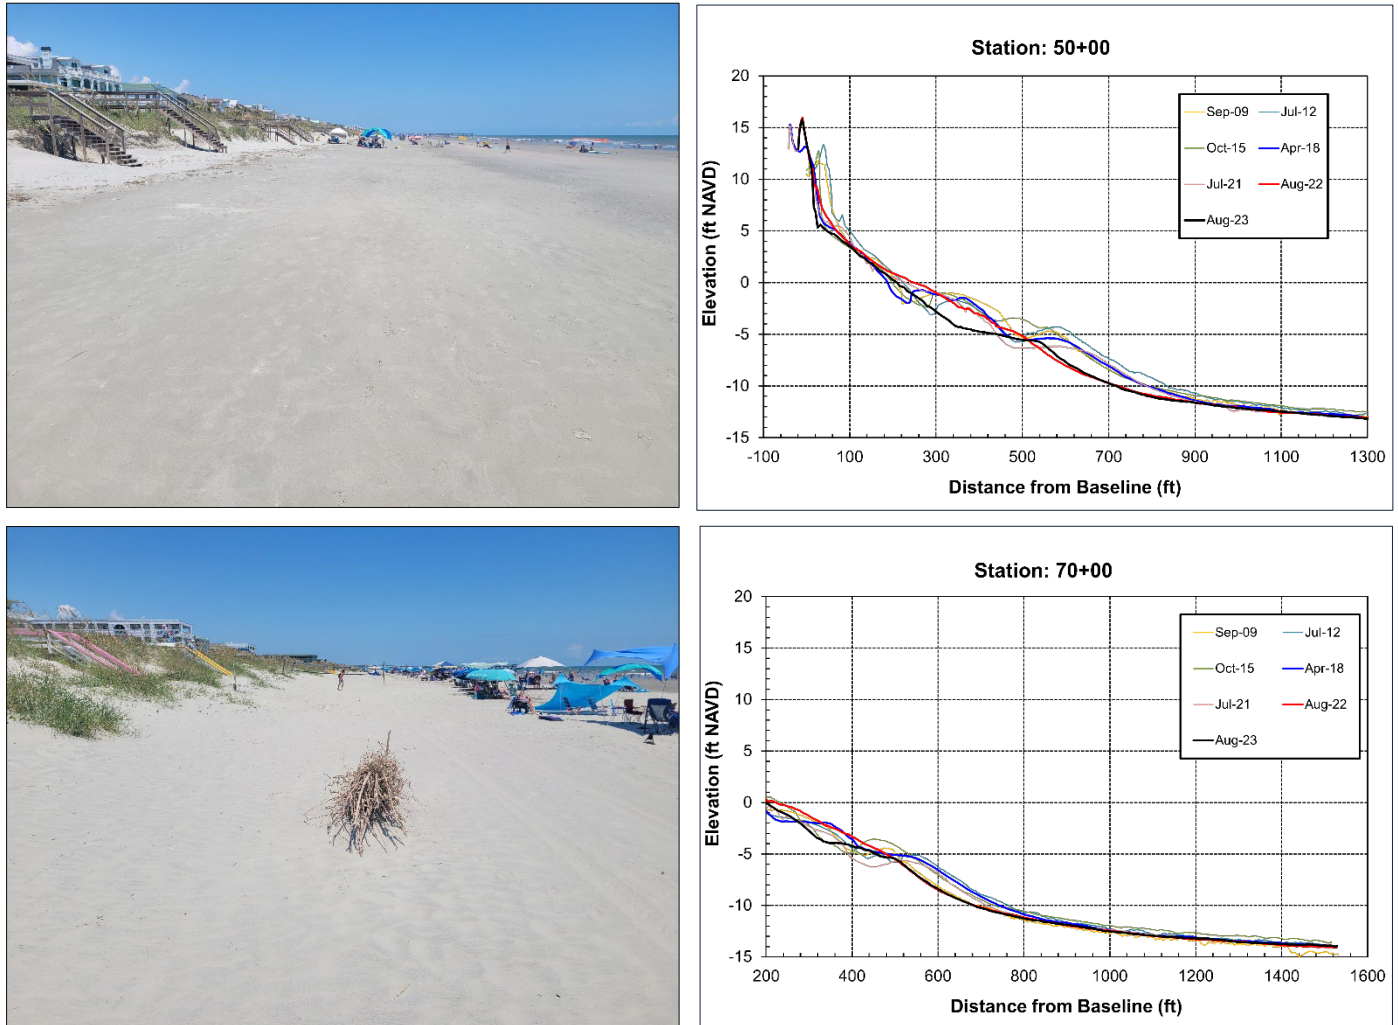 Station: 50+00
Elevation (ft NAVD)
20
15
10
5
0
-5
-10
-15
Sep-09 Jul-12
Oct-15 Apr-18
Jul-21 Aug-22
Aug-23
-100 100 300 500 700 900 1100 1300
Distance from Baseline (ft)
Station: 70+00
Elevation (ft NAVD)
20
15
10
5
0
-5
-10
-15
Sep-09 Jul-12
Oct-15 Apr-18
Jul-21 Aug-22
Aug-23
200 400 600 800 1000 1200 1400 1600
Distance from Baseline (ft)